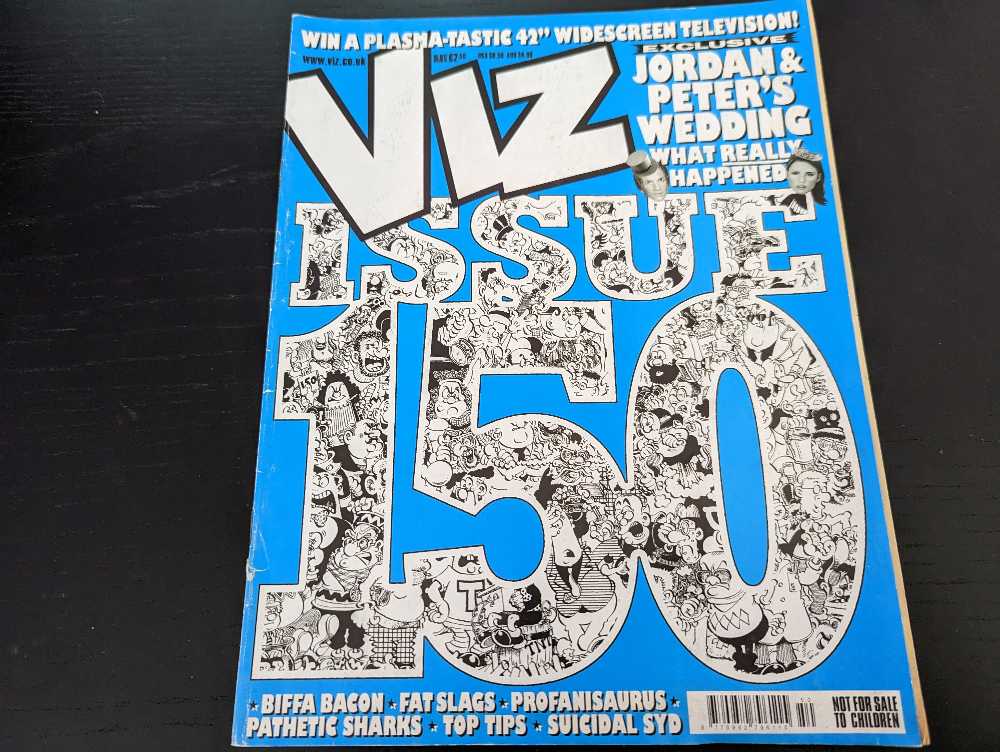 WIN A PLASMA-TASTIC 42" WIDESCREEN TELEVISION!
www.viz.co.uk
EXCLUSIVE
JORDAN &
PETER'S
WEDDING
WHAT REALLY
HAPPENED
VIZ
ISSUE
150
* BIFFA BACON * FAT SLAGS * PROFANISAURUS *
PATHETIC SHARKS * TOP TIPS * SUICIDAL SYD
NOT FOR SALE
TO CHILDREN